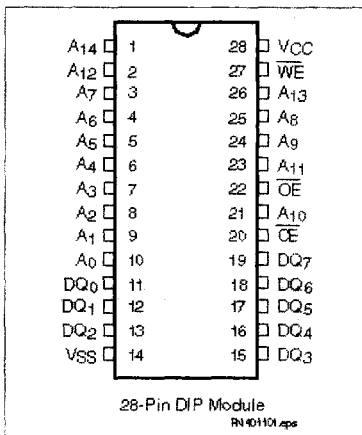 A14 1 28 VCC
A12 2 27 WE
A7 3 26 A13
A6 4 25 A8
A5 5 24 A9
A4 6 23 A11
A3 7 22 OE
A2 8 21 A10
A1 9 20 CE
A0 10 19 DQ7
DQ0 11 18 DQ6
DQ1 12 17 DQ5
DQ2 13 16 DQ4
VSS 14 15 DQ3
28-Pin DIP Module
PN401101.eps